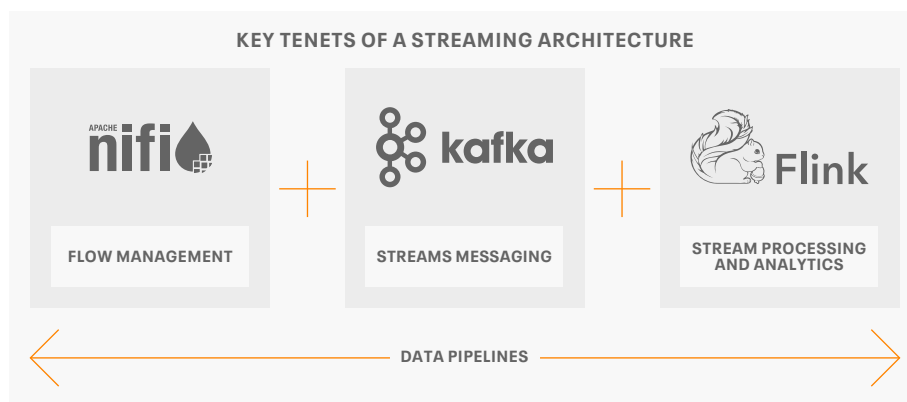 KEY TENETS OF A STREAMING ARCHITECTURE
APACHE
nifi
kafka
Flink
FLOW MANAGEMENT
STREAMS MESSAGING
STREAM PROCESSING
AND ANALYTICS
DATA PIPELINES